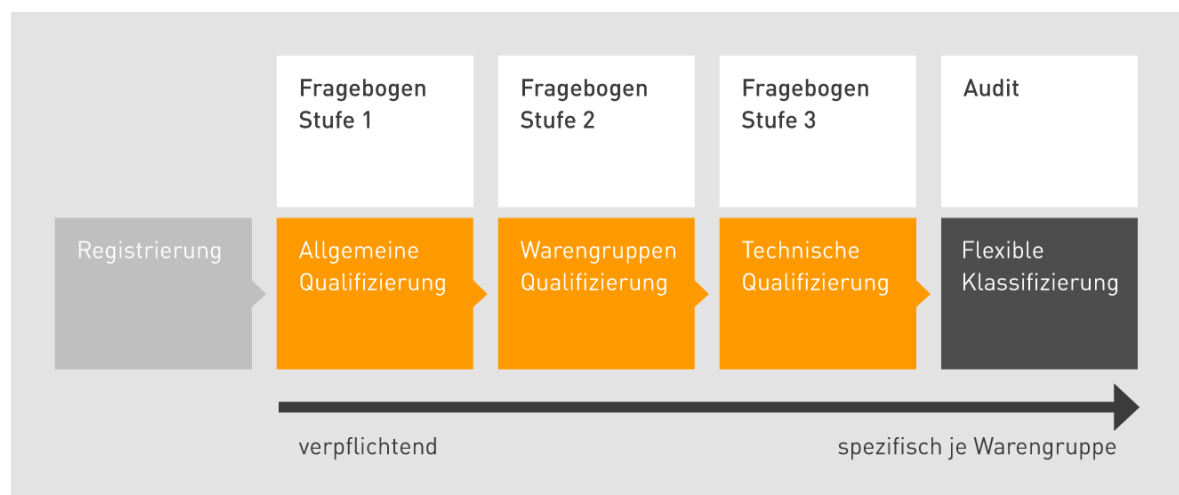 Fragebogen
Stufe 1
Fragebogen
Stufe 2
Fragebogen
Stufe 3
Audit
Registrierung
Allgemeine
Qualifizierung
Warengruppen
Qualifizierung
Technische
Qualifizierung
Flexible
Klassifizierung
verpflichtend
spezifisch je Warengruppe